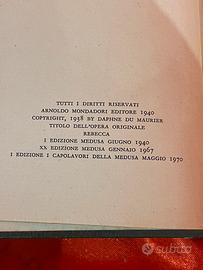 TUTTI I DIRITTI RISERVATI
ARNOLDO MONDADORI EDITORE 1940
COPYRIGHT, 1938 BY DAPHNE DU MAURIER
TITOLO DELL'OPERA ORIGINALE
REBECCA
I EDIZIONE MEDUSA GIUGNO 1940
XX EDIZIONE MEDUSA GENNAIO 1967
I EDIZIONE I CAPOLAVORI DELLA MEDUSA MAGGIO 1970
subito